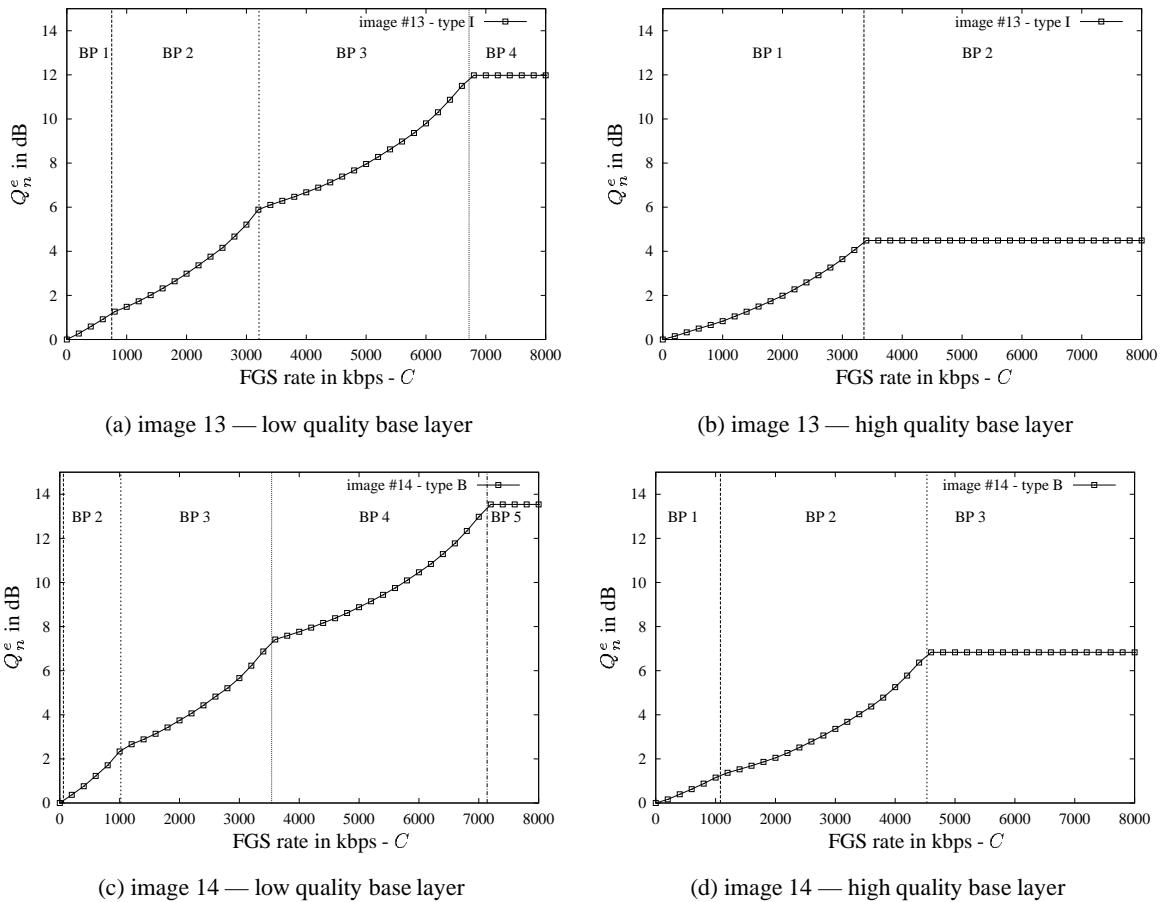 image #13 - type I
BP 1 BP 2 BP 3 BP 4
14
12
10
8
6
4
2
0
Q_n^e in dB
0 1000 2000 3000 4000 5000 6000 7000 8000
FGS rate in kbps - C
(a) image 13 — low quality base layer
image #13 - type I
BP 1 BP 2
14
12
10
8
6
4
2
0
Q_n^e in dB
0 1000 2000 3000 4000 5000 6000 7000 8000
FGS rate in kbps - C
(b) image 13 — high quality base layer
image #14 - type B
BP 2 BP 3 BP 4 BP 5
14
12
10
8
6
4
2
0
Q_n^e in dB
0 1000 2000 3000 4000 5000 6000 7000 8000
FGS rate in kbps - C
(c) image 14 — low quality base layer
image #14 - type B
BP 1 BP 2 BP 3
14
12
10
8
6
4
2
0
Q_n^e in dB
0 1000 2000 3000 4000 5000 6000 7000 8000
FGS rate in kbps - C
(d) image 14 — high quality base layer